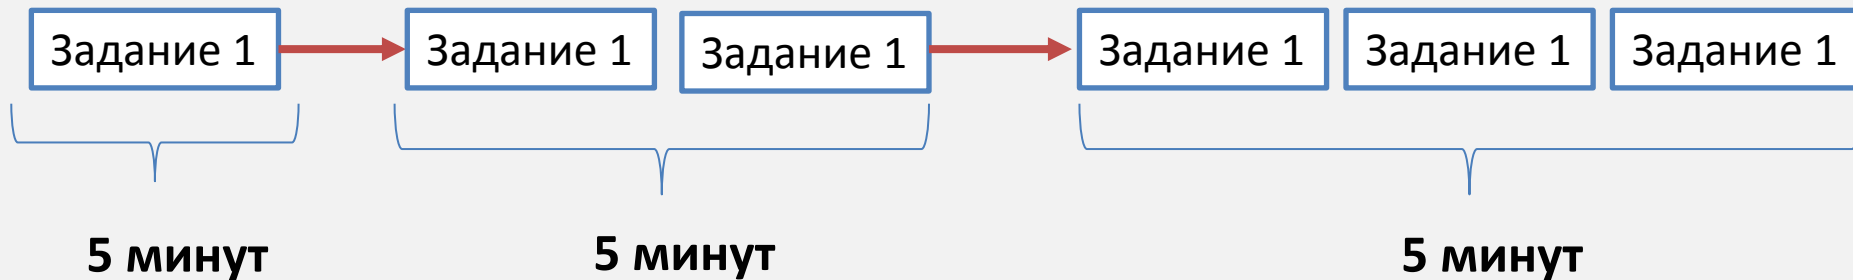 Задание 1 Задание 1 Задание 1 Задание 1 Задание 1 Задание 1
5 минут 5 минут 5 минут